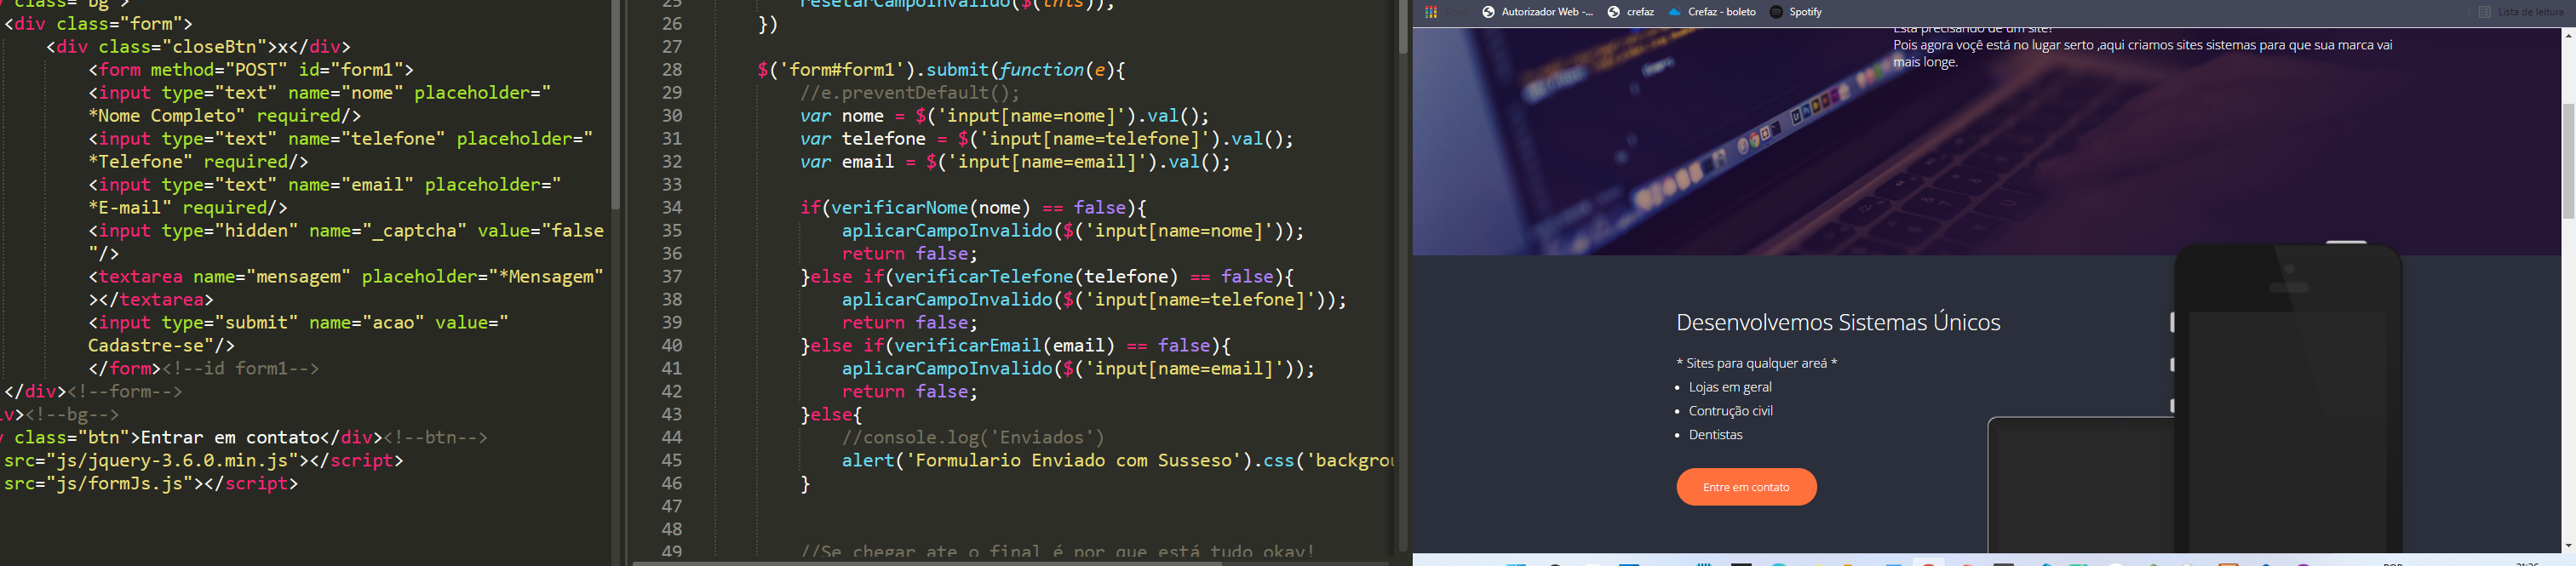 class="bg">
<div class="form">
<div class="closeBtn">x</div>
<form method="POST" id="form1">
<input type="text" name="nome" placeholder="
*Nome Completo" required/>
<input type="text" name="telefone" placeholder="
*Telefone" required/>
<input type="text" name="email" placeholder="
*E-mail" required/>
<input type="hidden" name="_captcha" value="false
"/>
<textarea name="mensagem" placeholder="*Mensagem"
></textarea>
<input type="submit" name="acao" value="
Cadastre-se"/>
</form><!--id form1-->
</div><!--form-->
iv><!--bg-->
class="btn">Entrar em contato</div><!--btn-->
src="js/jquery-3.6.0.min.js"></script>
src="js/formJs.js"></script>
25 resetarCampoInvalido($(this));
26 })
27
28 $('form#form1').submit(function(e){
29 //e.preventDefault();
30 var nome = $('input[name=nome]').val();
31 var telefone = $('input[name=telefone]').val();
32 var email = $('input[name=email]').val();
33
34 if(verificarNome(nome) == false){
35 aplicarCampoInvalido($('input[name=nome]'));
36 return false;
37 }else if(verificarTelefone(telefone) == false){
38 aplicarCampoInvalido($('input[name=telefone]'));
39 return false;
40 }else if(verificarEmail(email) == false){
41 aplicarCampoInvalido($('input[name=email]'));
42 return false;
43 }else{
44 //console.log('Enviados')
45 alert('Formulario Enviado com Susseso').css('backgrou
46 }
47
48
49 //Se chegar ate o final é por que está tudo okay!
Apps Autorizador Web -... crefaz Crefaz - boleto Spotify Lista de leitura
Está precisando de um site?
Pois agora voçê está no lugar serto ,aqui criamos sites sistemas para que sua marca vai
mais longe.
Desenvolvemos Sistemas Únicos
* Sites para qualquer areá *
• Lojas em geral
• Contrução civil
• Dentistas
Entre em contato